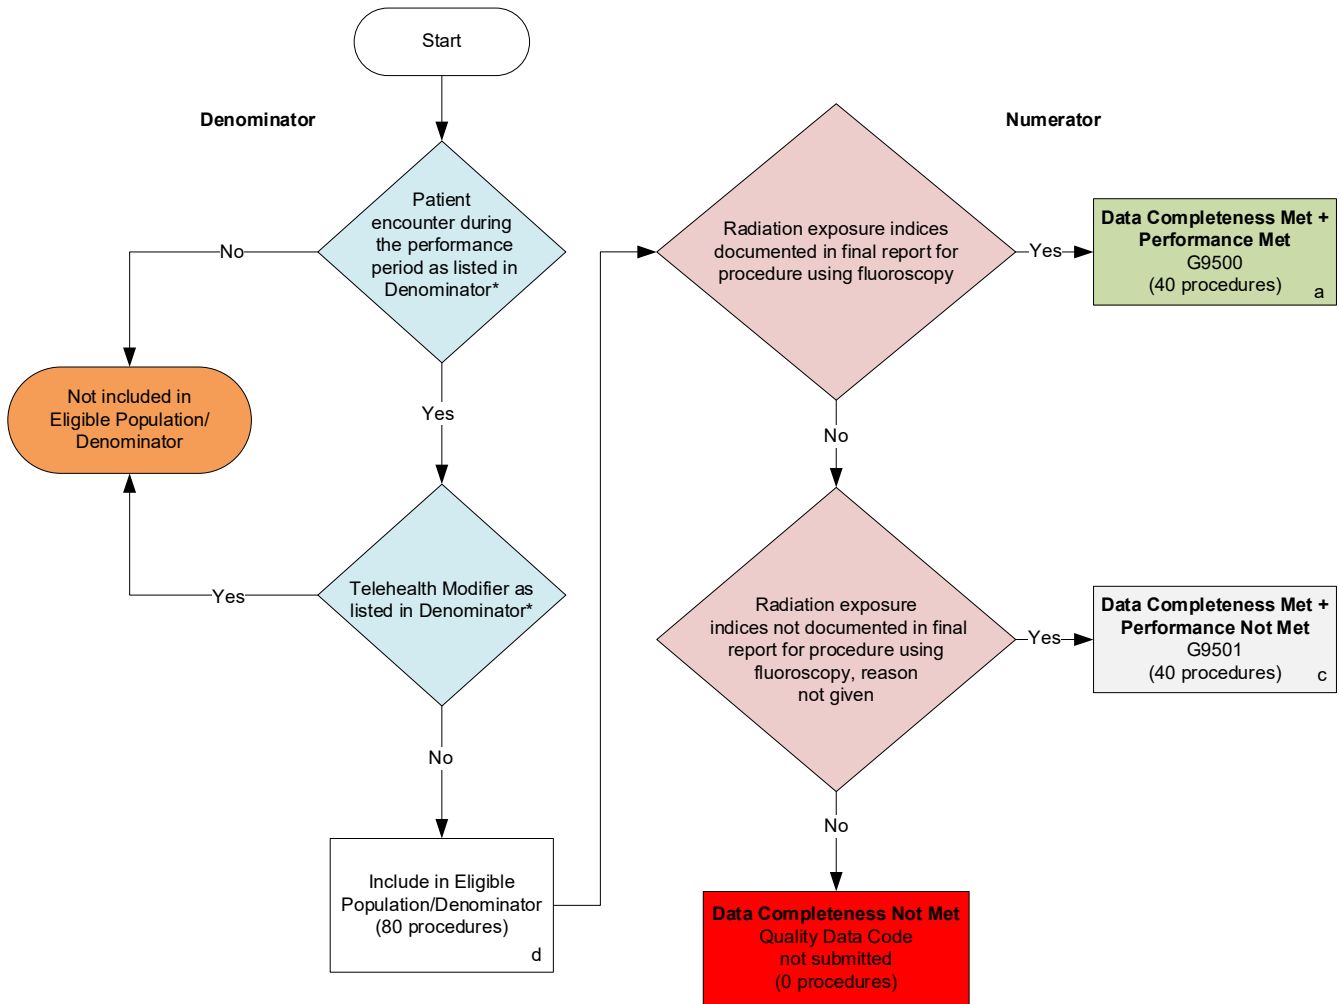 Start
Denominator
Patient
encounter during
the performance
period as listed in
Denominator*
No
Not included in
Eligible Population/
Denominator
Yes
Telehealth Modifier as
listed in Denominator*
Yes
No
Include in Eligible
Population/Denominator
(80 procedures)
d
Numerator
Radiation exposure indices
documented in final report for
procedure using fluoroscopy
Yes
Data Completeness Met +
Performance Met
G9500
(40 procedures)
a
No
Radiation exposure
indices not documented in final
report for procedure using
fluoroscopy, reason
not given
Yes
Data Completeness Met +
Performance Not Met
G9501
(40 procedures)
c
No
Data Completeness Not Met
Quality Data Code
not submitted
(0 procedures)